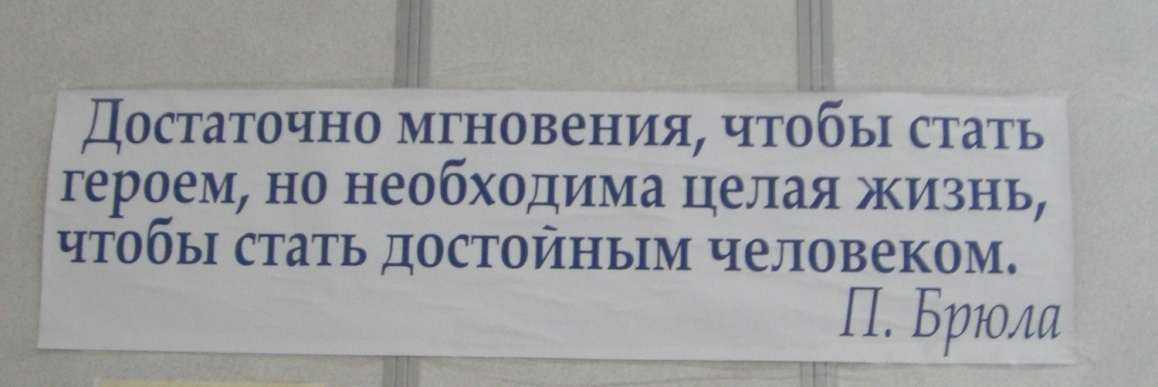 Достаточно мгновения, чтобы стать
героем, но необходима целая жизнь,
чтобы стать достойным человеком.
П. Брюла